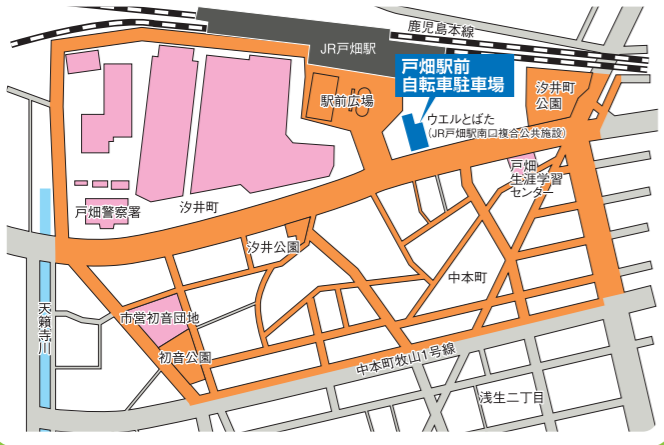 鹿児島本線
JR戸畑駅
戸畑駅前
自転車駐車場
駅前広場
汐井町
公園
ウエルとばた
(JR戸畑駅南口複合公共施設)
戸畑
生涯学習
センター
戸畑警察署
汐井町
汐井公園
中本町
天籟寺川
市営初音団地
初音公園
中本町牧山1号線
浅生二丁目